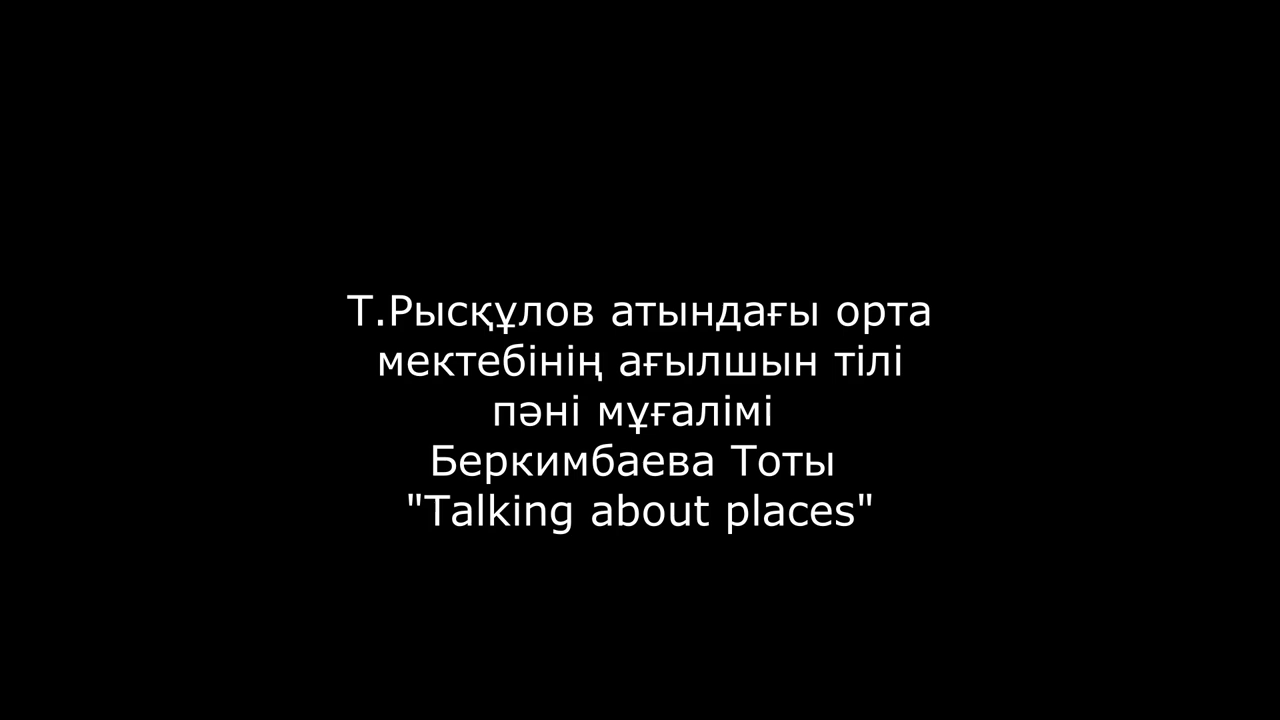 Т.Рысқұлов атындағы орта
мектебінің ағылшын тілі
пәні мұғалімі
Беркимбаева Тоты
"Talking about places"